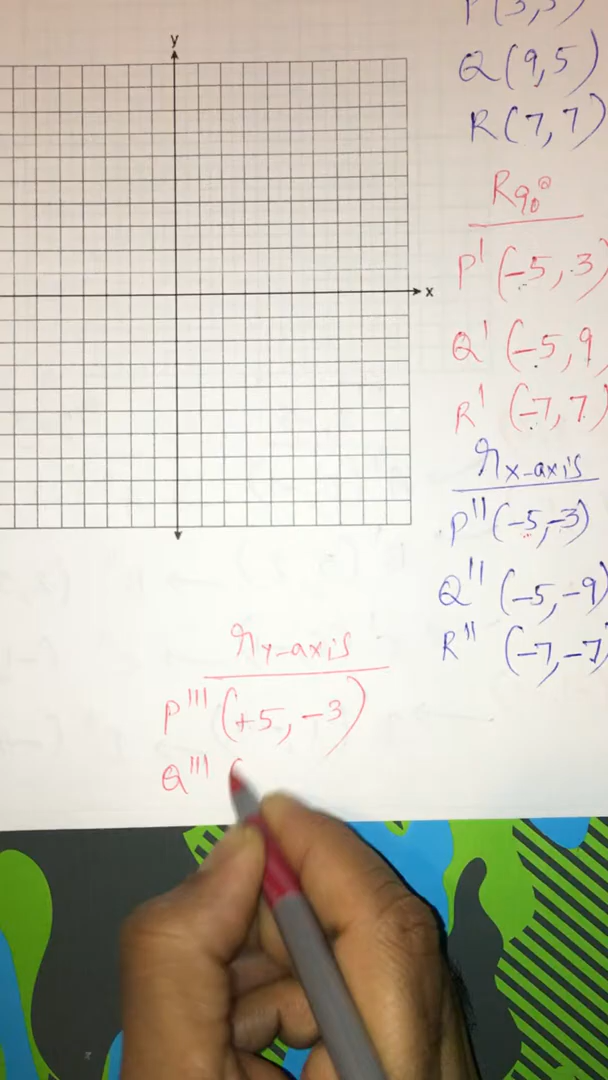 y
x
Q(9,5)
R(7,7)
R90°
P'(-5,3)
Q'(-5,9
R'(-7,7)
rx-axis
P''(-5,-3)
Q''(-5,-9)
R''(-7,-7)
ry-axis
P'''(+5,-3)
Q'''(